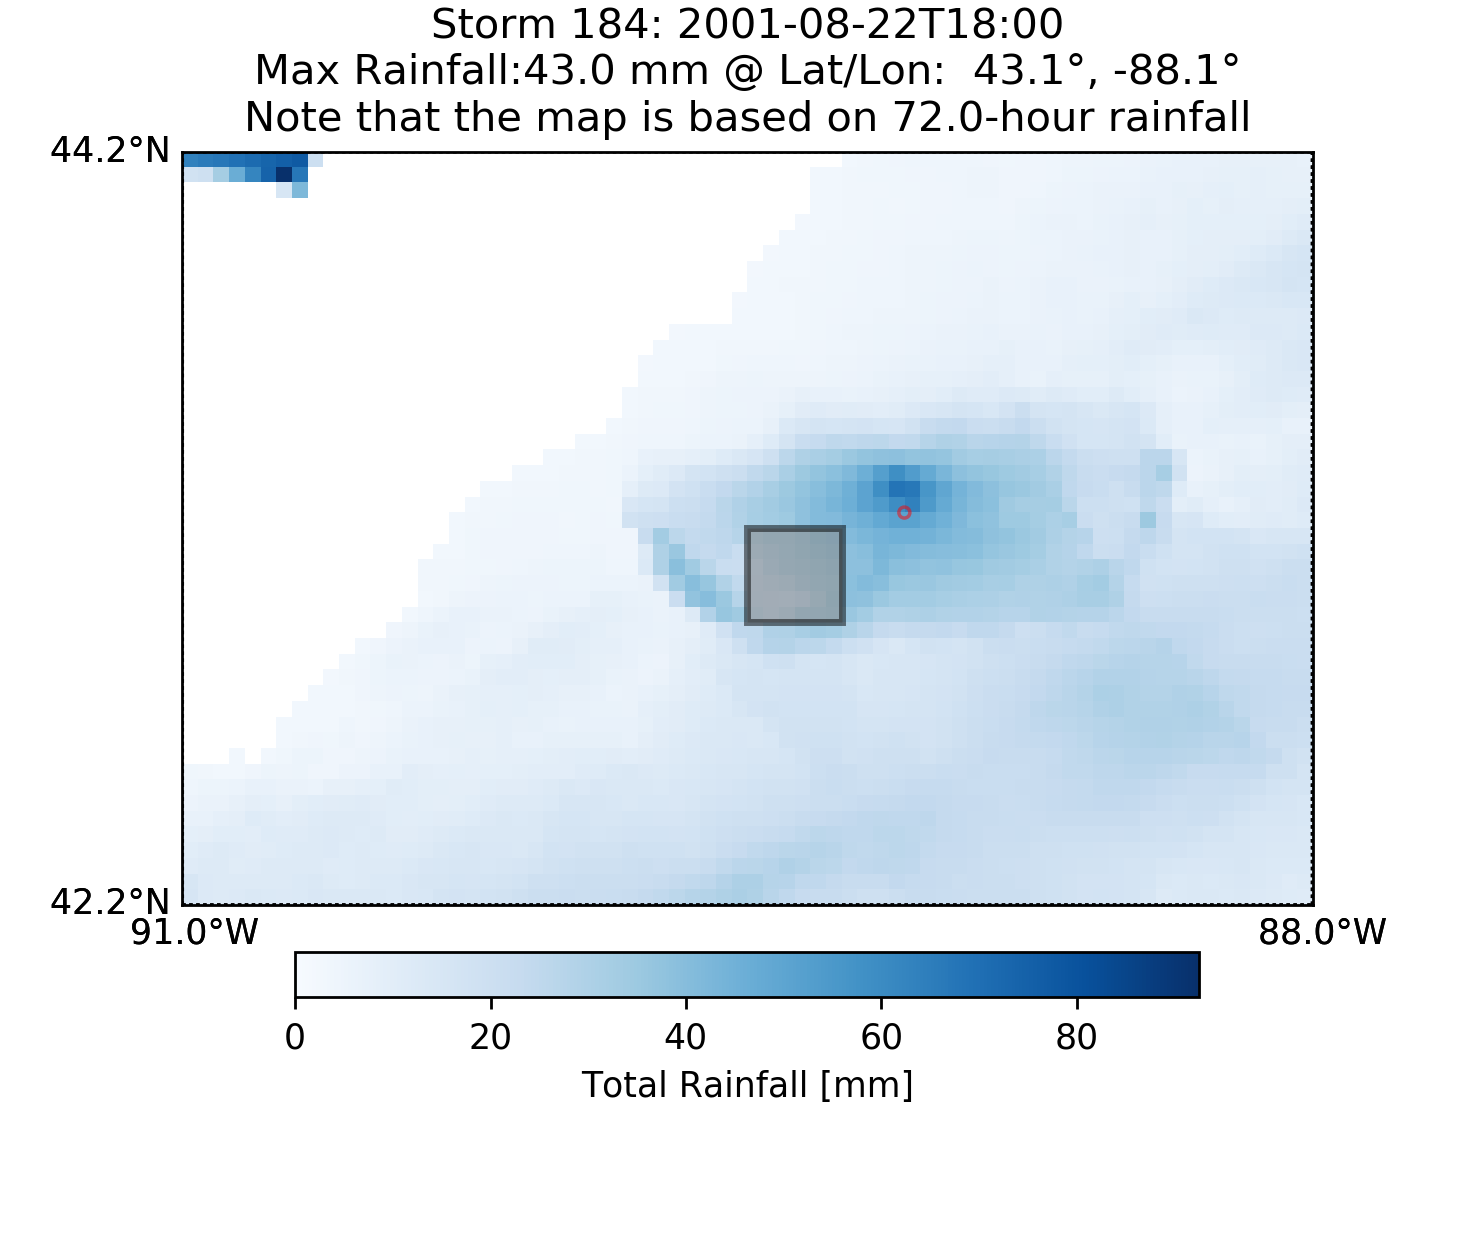 Storm 184: 2001-08-22T18:00
Max Rainfall:43.0 mm @ Lat/Lon:  43.1°, -88.1°
Note that the map is based on 72.0-hour rainfall
44.2°N
42.2°N
91.0°W 88.0°W
0 20 40 60 80
Total Rainfall [mm]